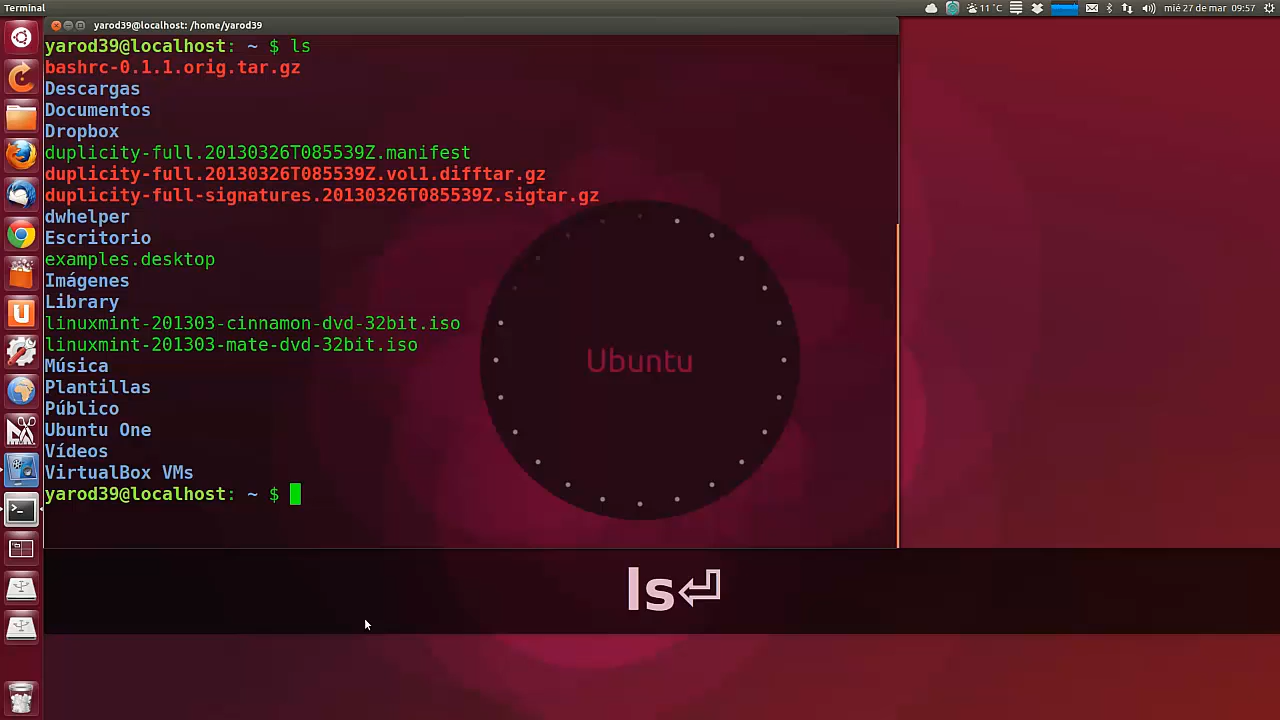 Terminal
11 °C
mié 27 de mar 09:57
yarod39@localhost: /home/yarod39
yarod39@localhost: ~ $ ls
bashrc-0.1.1.orig.tar.gz
Descargas
Documentos
Dropbox
duplicity-full.20130326T085539Z.manifest
duplicity-full.20130326T085539Z.vol1.difftar.gz
duplicity-full-signatures.20130326T085539Z.sigtar.gz
dwhelper
Escritorio
examples.desktop
Imágenes
Library
linuxmint-201303-cinnamon-dvd-32bit.iso
linuxmint-201303-mate-dvd-32bit.iso
Música
Plantillas
Público
Ubuntu One
Vídeos
VirtualBox VMs
yarod39@localhost: ~ $
Ubuntu
ls⏎